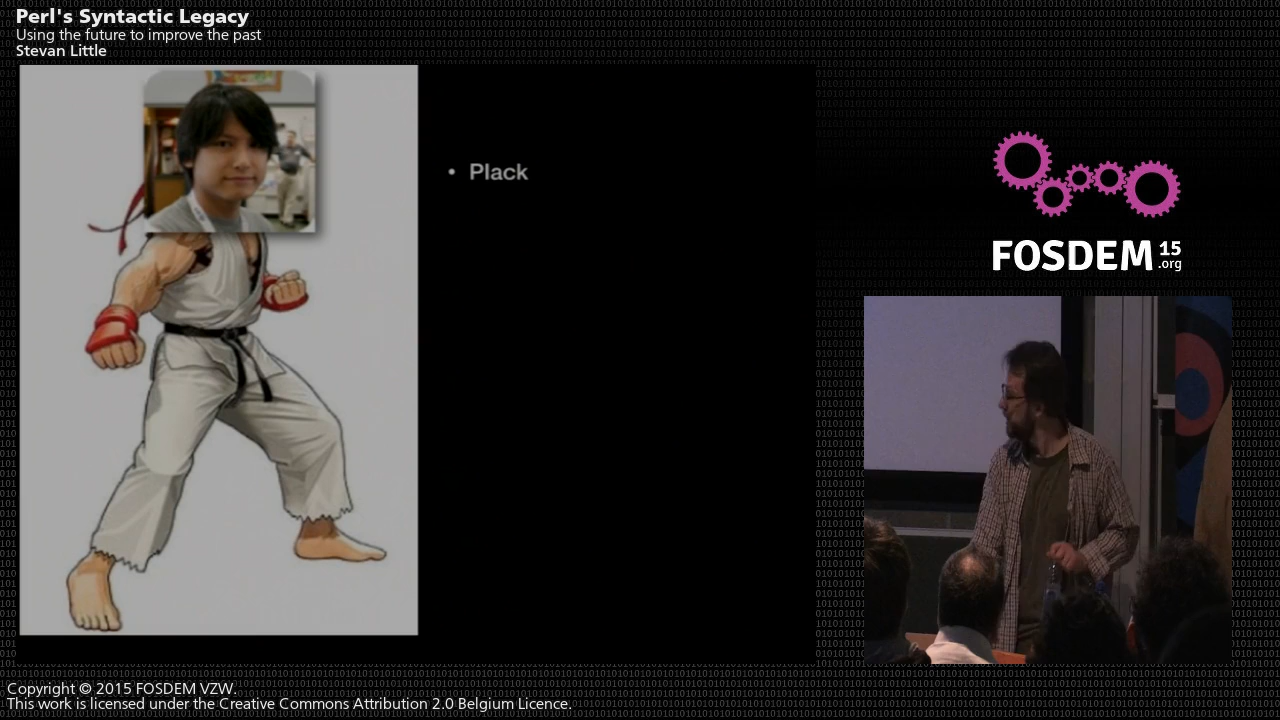 Perl's Syntactic Legacy
Using the future to improve the past
Stevan Little
• Plack
FOSDEM 15
.org
Copyright © 2015 FOSDEM VZW.
This work is licensed under the Creative Commons Attribution 2.0 Belgium Licence.